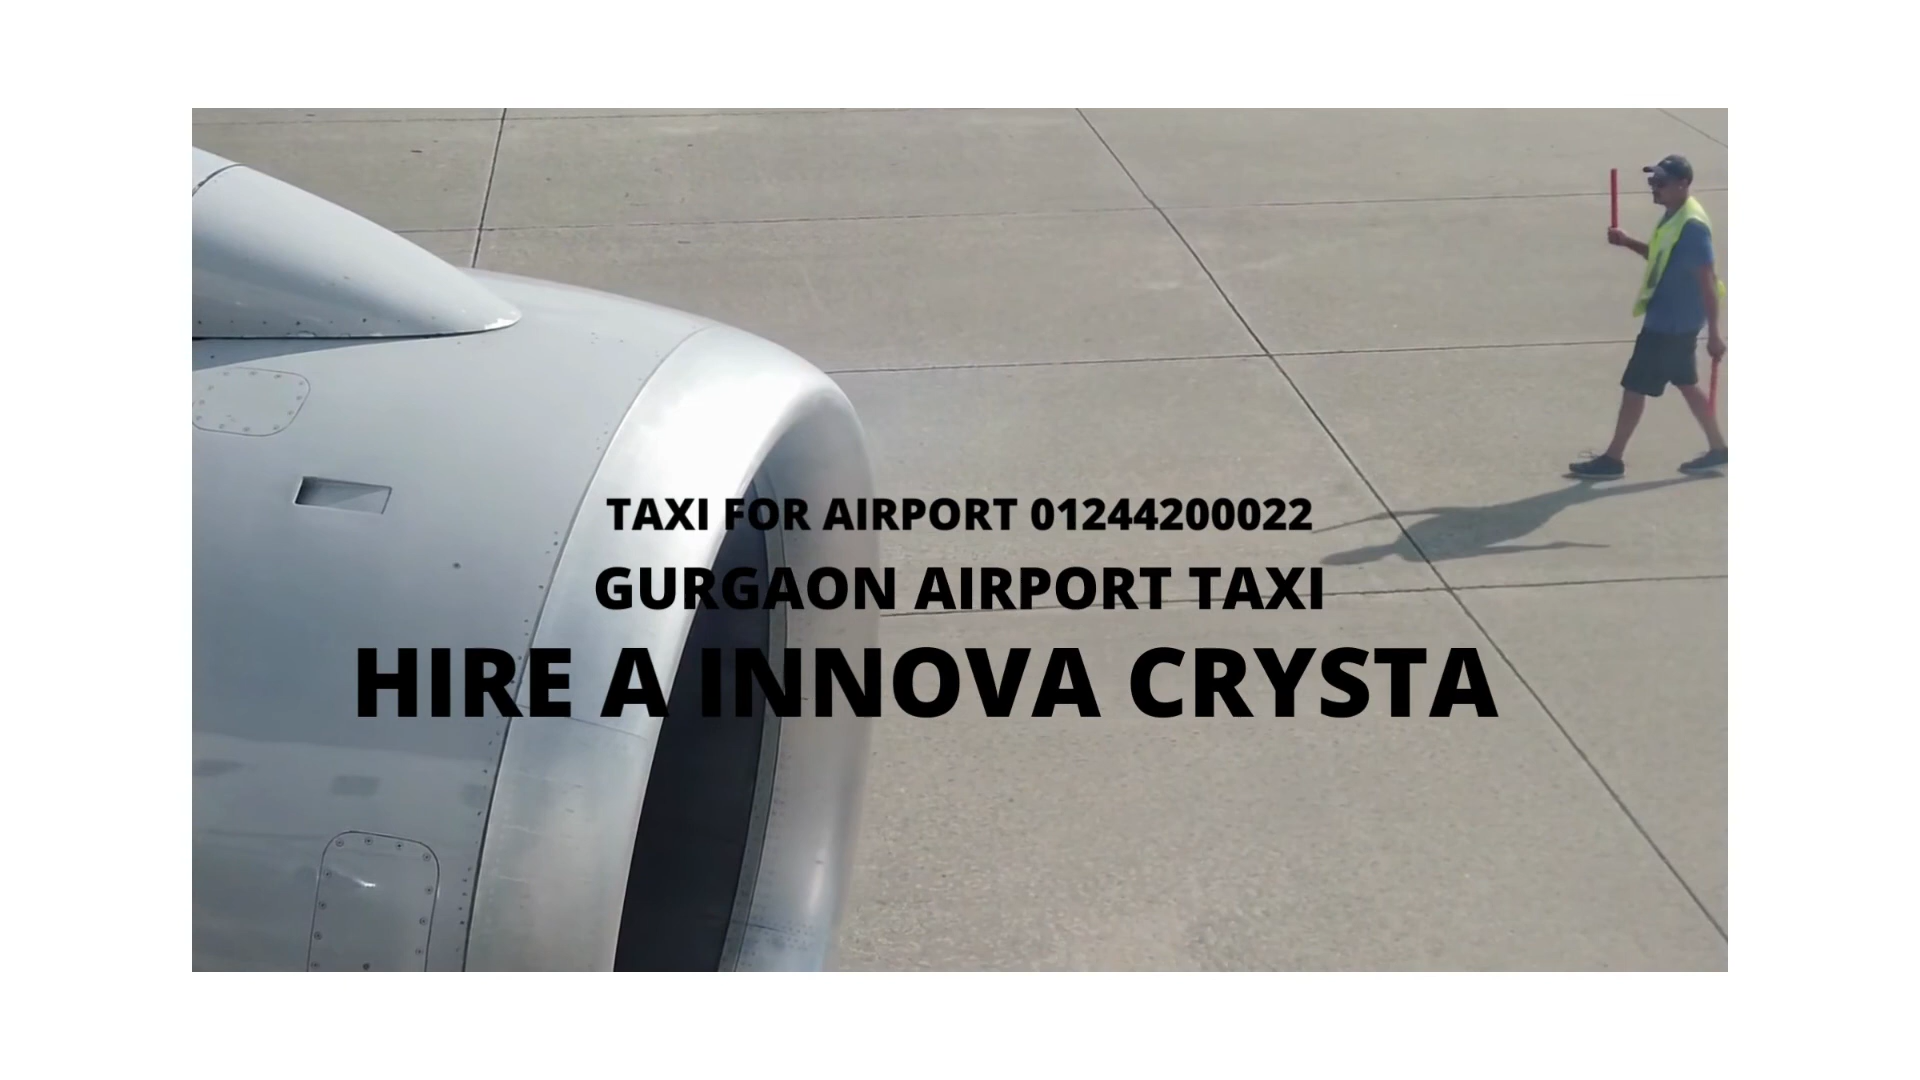 TAXI FOR AIRPORT 01244200022
GURGAON AIRPORT TAXI
HIRE A INNOVA CRYSTA